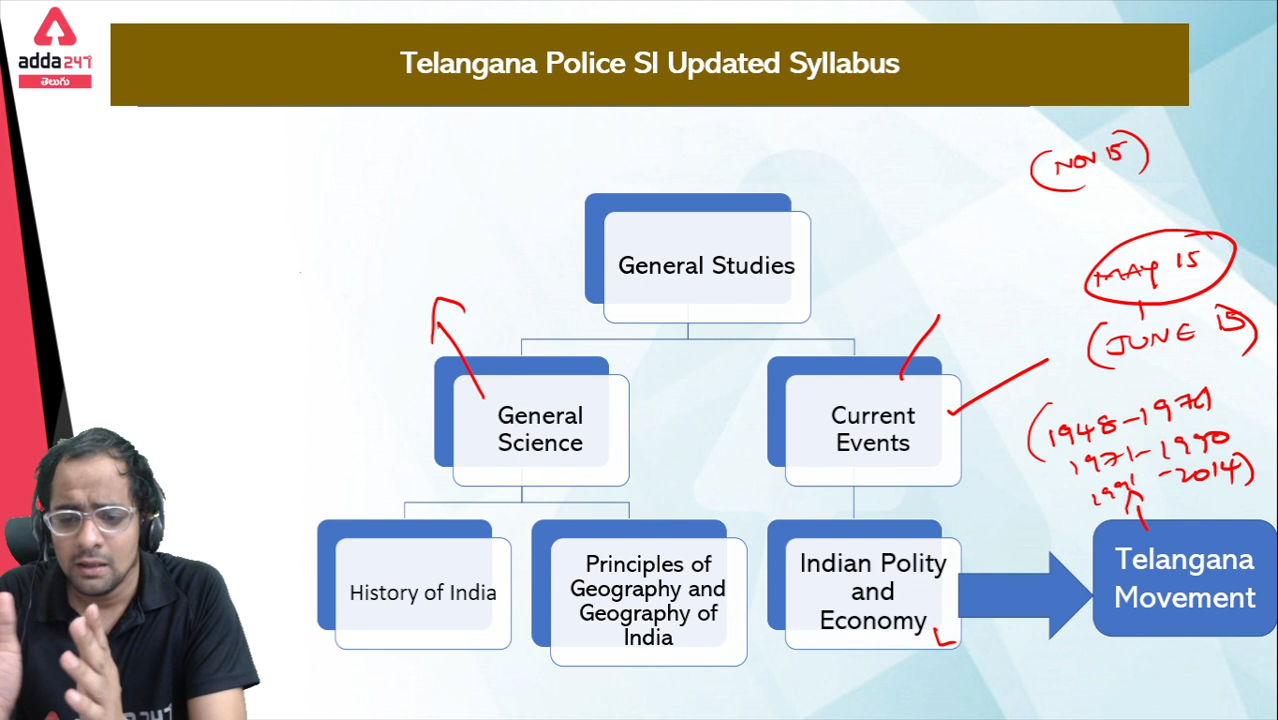 adda247
తెలుగు
Telangana Police SI Updated Syllabus
(NOV 15)
General Studies
MAY 15
(JUNE 15)
General
Science
Current
Events
(1948-1970
1971-1990
1991-2014)
History of India
Principles of
Geography and
Geography of
India
Indian Polity
and
Economy
Telangana
Movement